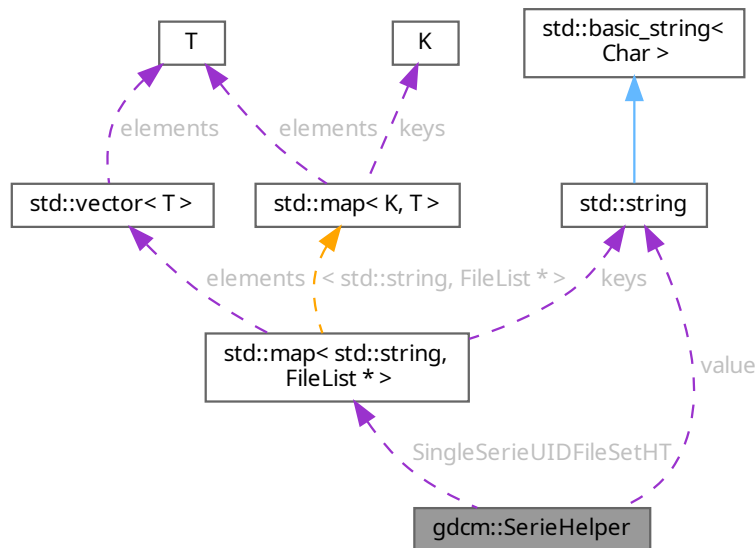 T
K
std::basic_string<
Char >
elements
elements
keys
std::vector< T >
std::map< K, T >
std::string
elements
< std::string, FileList * >
keys
std::map< std::string,
FileList * >
value
SingleSerieUIDFileSetHT
gdcm::SerieHelper